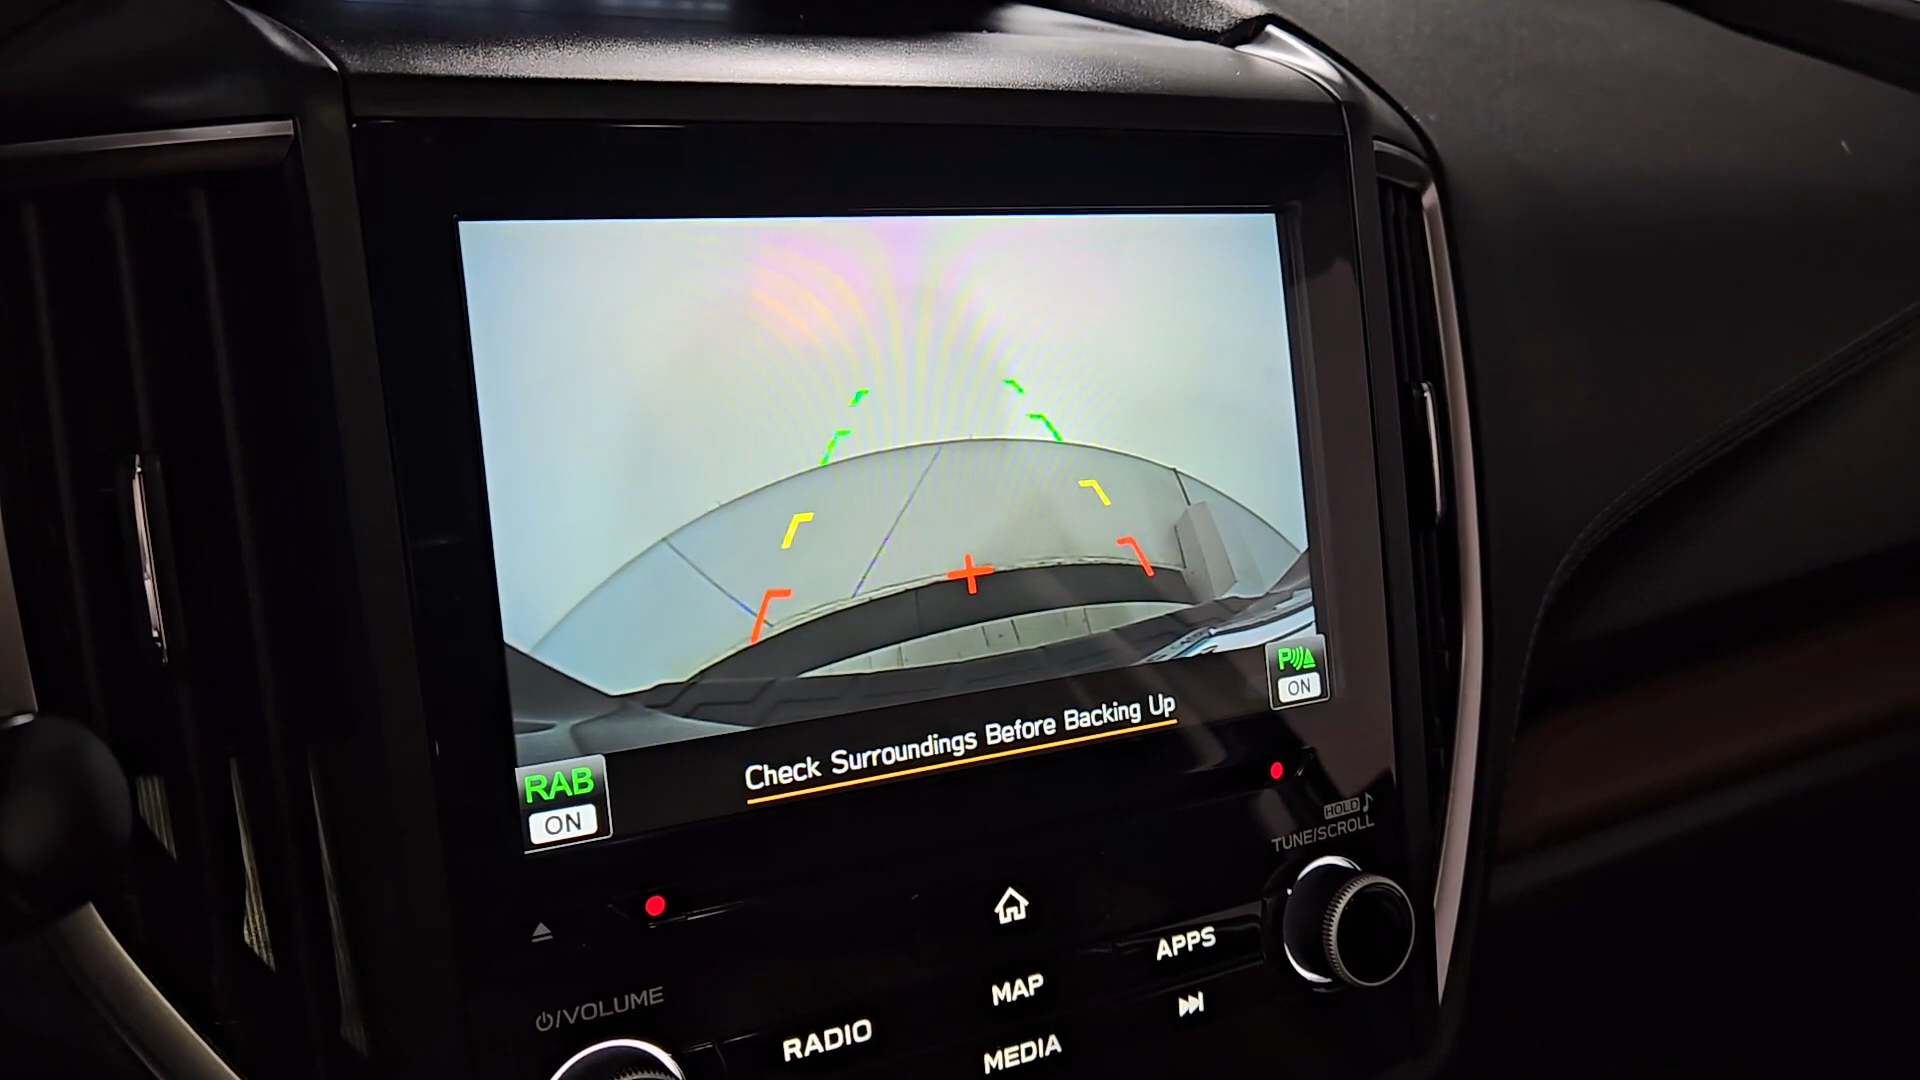 P
ON
Check Surroundings Before Backing Up
RAB
ON
HOLD
TUNE/SCROLL
APPS
MAP
/VOLUME
RADIO
MEDIA